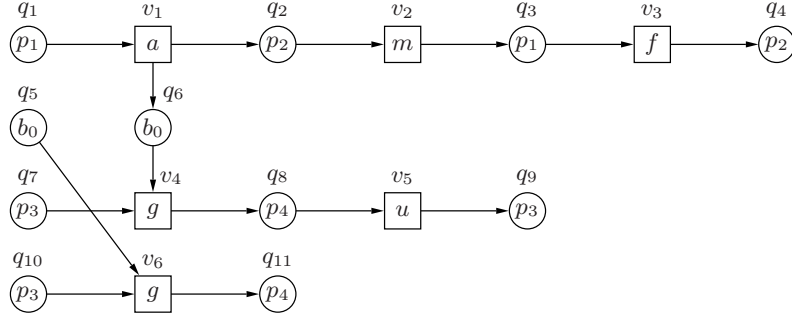 q1 v1 q2 v2 q3 v3 q4
p1 a p2 m p1 f p2
q5 q6
b0 b0
q7 v4 q8 v5 q9
p3 g p4 u p3
q10 v6 q11
p3 g p4